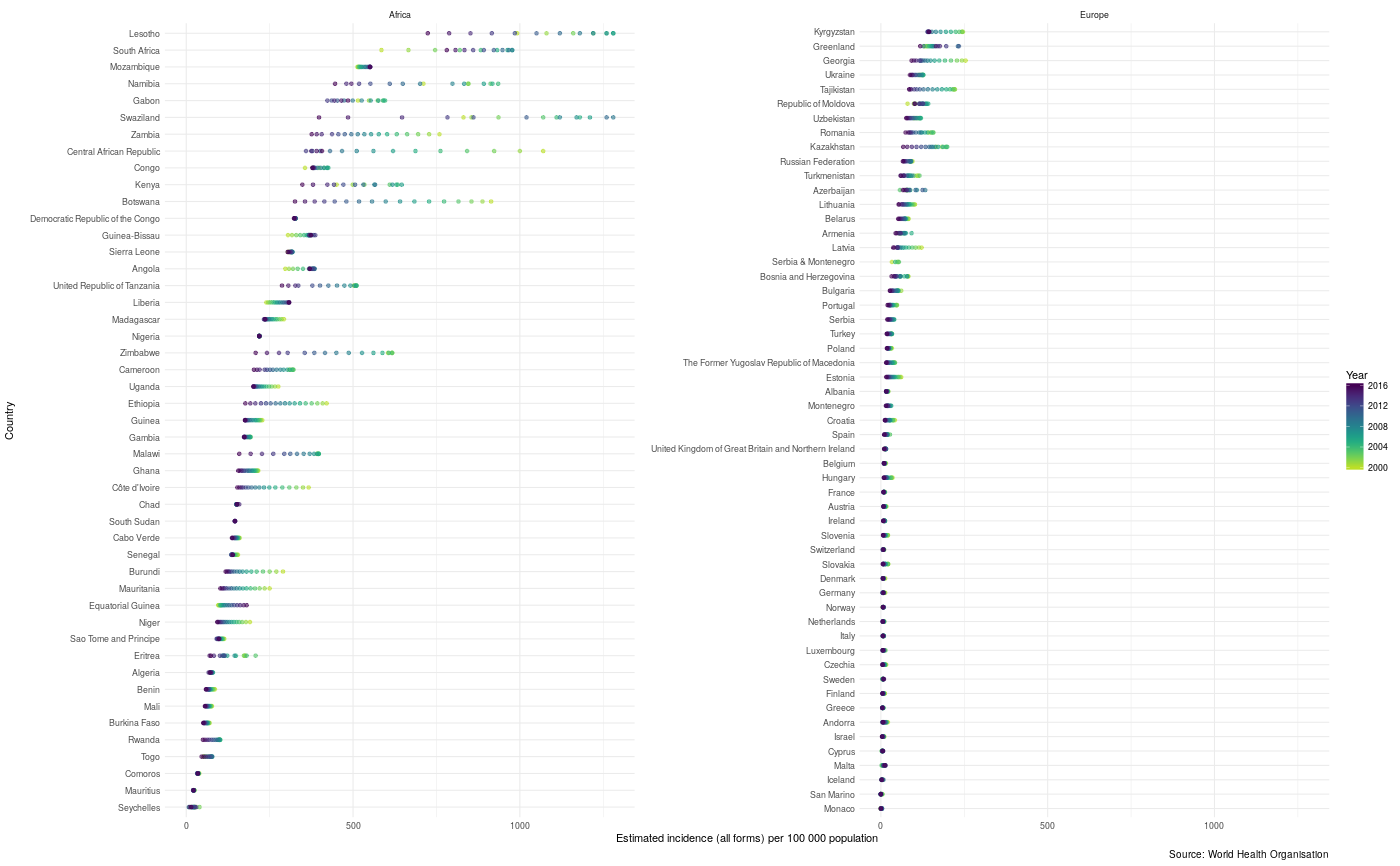 Africa
Europe
Country
Lesotho
South Africa
Mozambique
Namibia
Gabon
Swaziland
Zambia
Central African Republic
Congo
Kenya
Botswana
Democratic Republic of the Congo
Guinea-Bissau
Sierra Leone
Angola
United Republic of Tanzania
Liberia
Madagascar
Nigeria
Zimbabwe
Cameroon
Uganda
Ethiopia
Guinea
Gambia
Malawi
Ghana
Côte d'Ivoire
Chad
South Sudan
Cabo Verde
Senegal
Burundi
Mauritania
Equatorial Guinea
Niger
Sao Tome and Principe
Eritrea
Algeria
Benin
Mali
Burkina Faso
Rwanda
Togo
Comoros
Mauritius
Seychelles
0 500 1000
Kyrgyzstan
Greenland
Georgia
Ukraine
Tajikistan
Republic of Moldova
Uzbekistan
Romania
Kazakhstan
Russian Federation
Turkmenistan
Azerbaijan
Lithuania
Belarus
Armenia
Latvia
Serbia & Montenegro
Bosnia and Herzegovina
Bulgaria
Portugal
Serbia
Turkey
Poland
The Former Yugoslav Republic of Macedonia
Estonia
Albania
Montenegro
Croatia
Spain
United Kingdom of Great Britain and Northern Ireland
Belgium
Hungary
France
Austria
Ireland
Slovenia
Switzerland
Slovakia
Denmark
Germany
Norway
Netherlands
Italy
Luxembourg
Czechia
Sweden
Finland
Greece
Andorra
Israel
Cyprus
Malta
Iceland
San Marino
Monaco
0 500 1000
Estimated incidence (all forms) per 100 000 population
Year
2016
2012
2008
2004
2000
Source: World Health Organisation